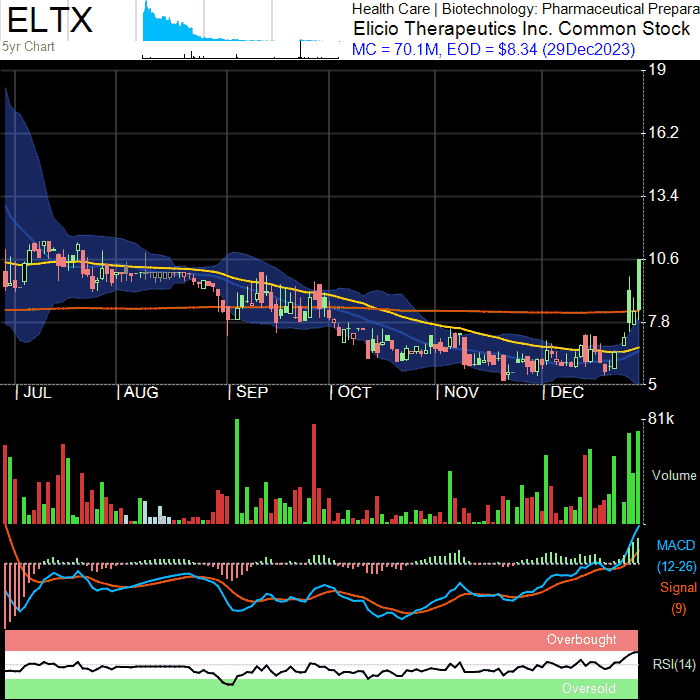 ELTX
5yr Chart
Health Care | Biotechnology: Pharmaceutical Prepara
Elicio Therapeutics Inc. Common Stock
MC = 70.1M, EOD = $8.34 (29Dec2023)
19
16.2
13.4
10.6
7.8
5
JUL AUG SEP OCT NOV DEC
81k
Volume
MACD
(12-26)
Signal
(9)
Overbought
RSI(14)
Oversold